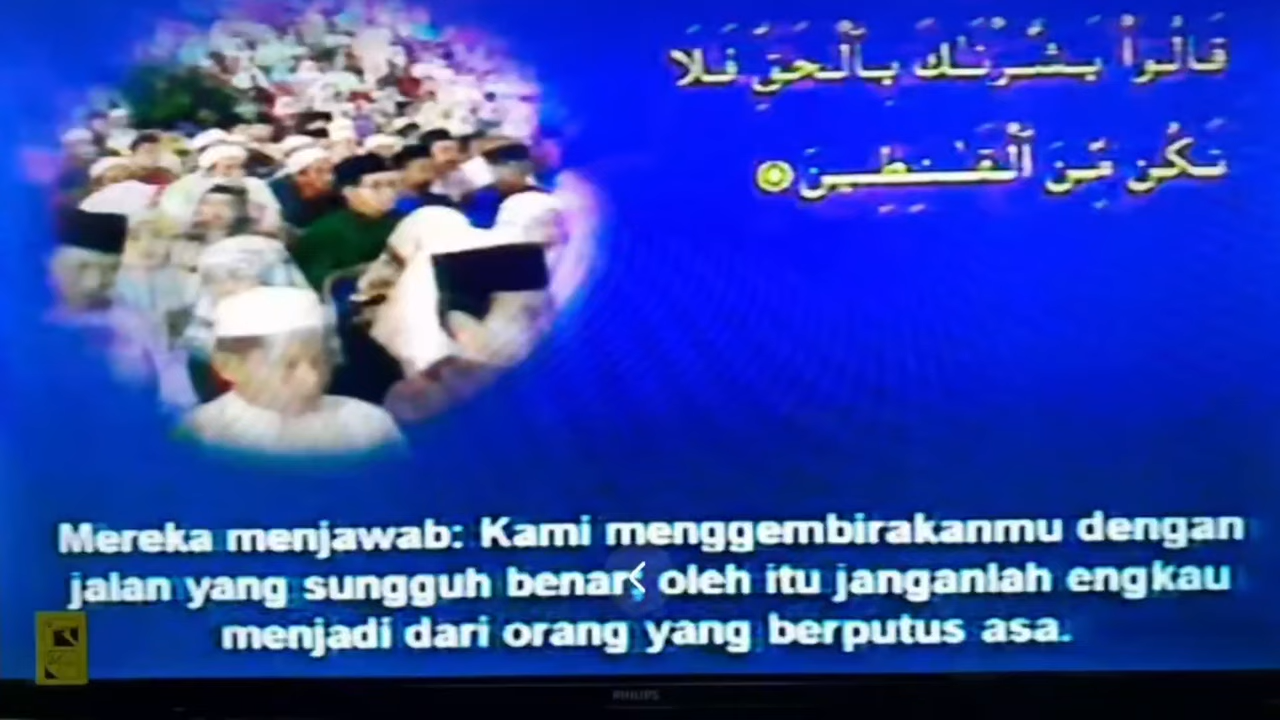 قَالُوا۟ بَشَّرْنَـٰكَ بِٱلْحَقِّ فَلَا
تَكُن مِّنَ ٱلْقَـٰنِطِينَ
Mereka menjawab: Kami menggembirakanmu dengan
jalan yang sungguh benar; oleh itu janganlah engkau
menjadi dari orang yang berputus asa.
PHILIPS